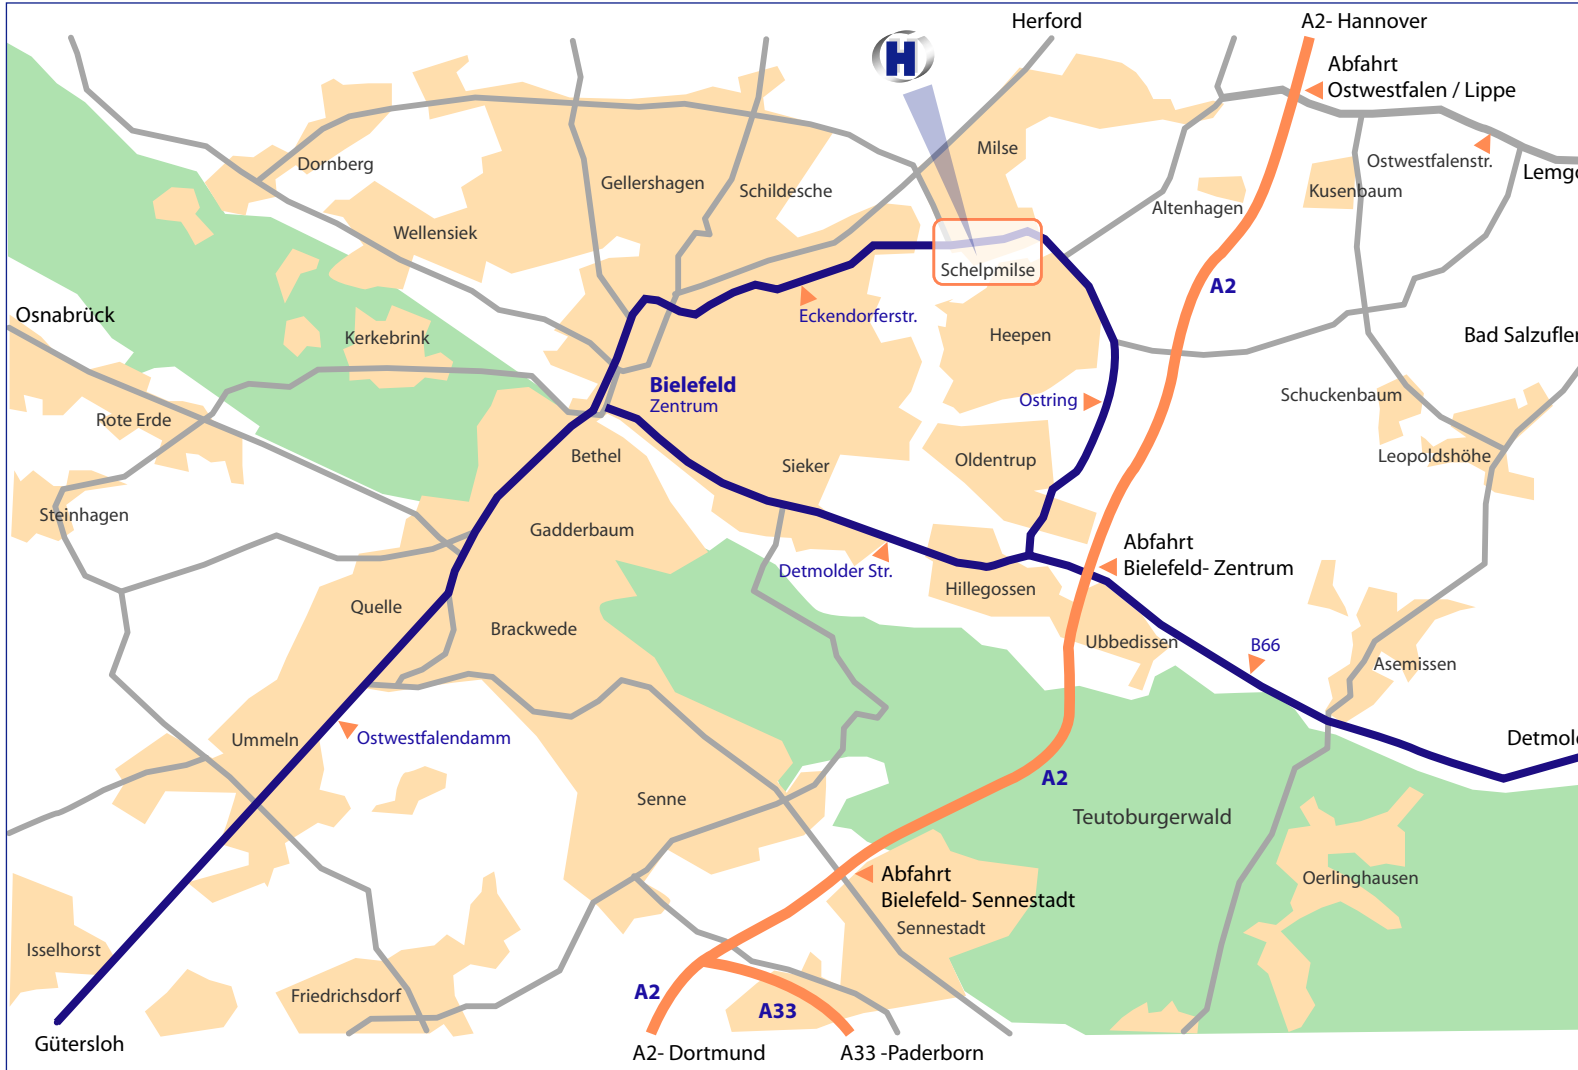 Herford
A2- Hannover
H
Abfahrt
Ostwestfalen / Lippe
Milse
Dornberg
Gellershagen
Schildesche
Ostwestfalenstr.
Lemgo
Kusenbaum
Altenhagen
Wellensiek
Schelpmilse
A2
Osnabrück
Eckendorferstr.
Kerkebrink
Heepen
Bad Salzuflen
Bielefeld
Zentrum
Ostring
Schuckenbaum
Rote Erde
Bethel
Sieker
Oldentrup
Leopoldshöhe
Steinhagen
Gadderbaum
Abfahrt
Bielefeld- Zentrum
Detmolder Str.
Hillegossen
Quelle
Brackwede
Ubbedissen
B66
Asemissen
Ummeln
Ostwestfalendamm
Detmold
A2
Senne
Teutoburgerwald
Abfahrt
Bielefeld- Sennestadt
Oerlinghausen
Sennestadt
Isselhorst
Friedrichsdorf
A2
A33
Gütersloh
A2- Dortmund
A33 -Paderborn